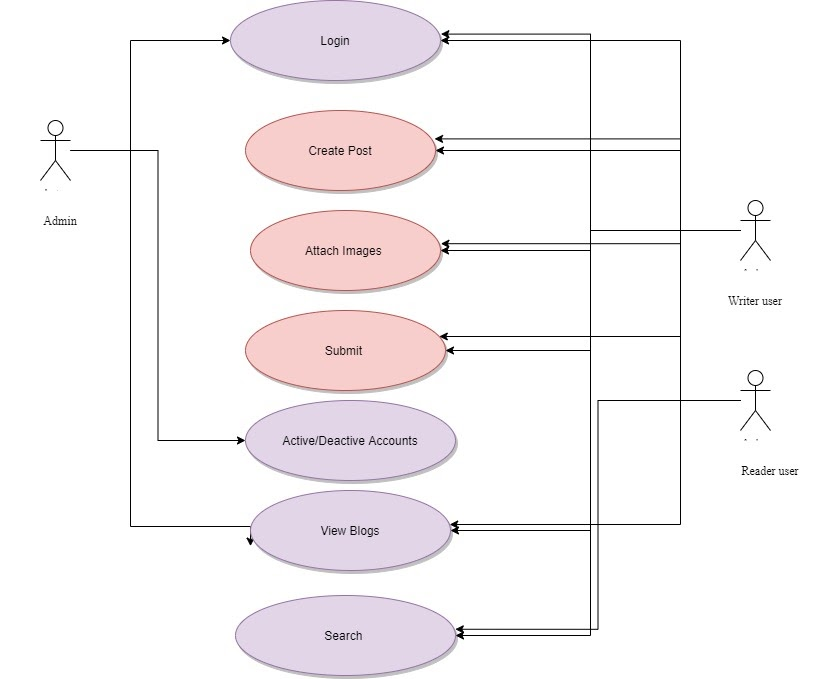 Login
Create Post
Admin
Attach Images
Writer user
Submit
Active/Deactive Accounts
Reader user
View Blogs
Search